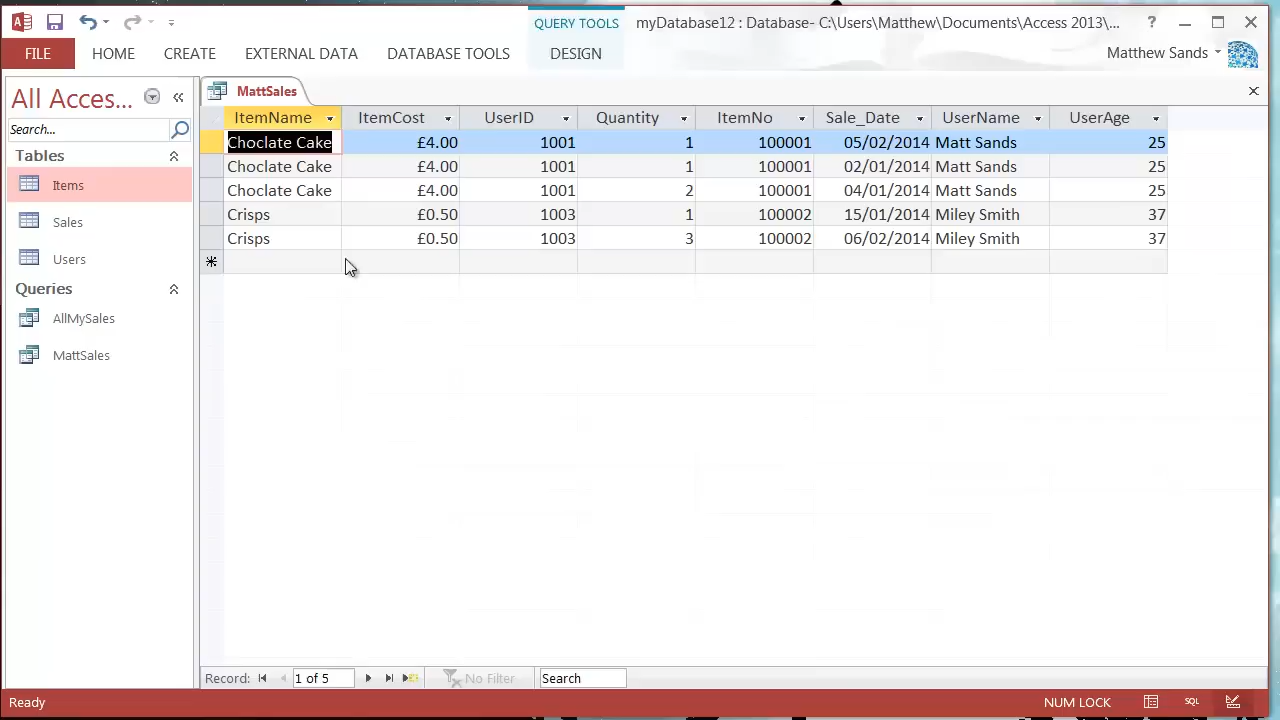 QUERY TOOLS myDatabase12 : Database- C:\Users\Matthew\Documents\Access 2013\... ?
FILE HOME CREATE EXTERNAL DATA DATABASE TOOLS DESIGN Matthew Sands
All Acces...
Search...
Tables
Items
Sales
Users
Queries
AllMySales
MattSales
MattSales
ItemName ItemCost UserID Quantity ItemNo Sale_Date UserName UserAge
Choclate Cake £4.00 1001 1 100001 05/02/2014 Matt Sands 25
Choclate Cake £4.00 1001 1 100001 02/01/2014 Matt Sands 25
Choclate Cake £4.00 1001 2 100001 04/01/2014 Matt Sands 25
Crisps £0.50 1003 1 100002 15/01/2014 Miley Smith 37
Crisps £0.50 1003 3 100002 06/02/2014 Miley Smith 37
Record: 1 of 5 No Filter Search
Ready NUM LOCK SQL